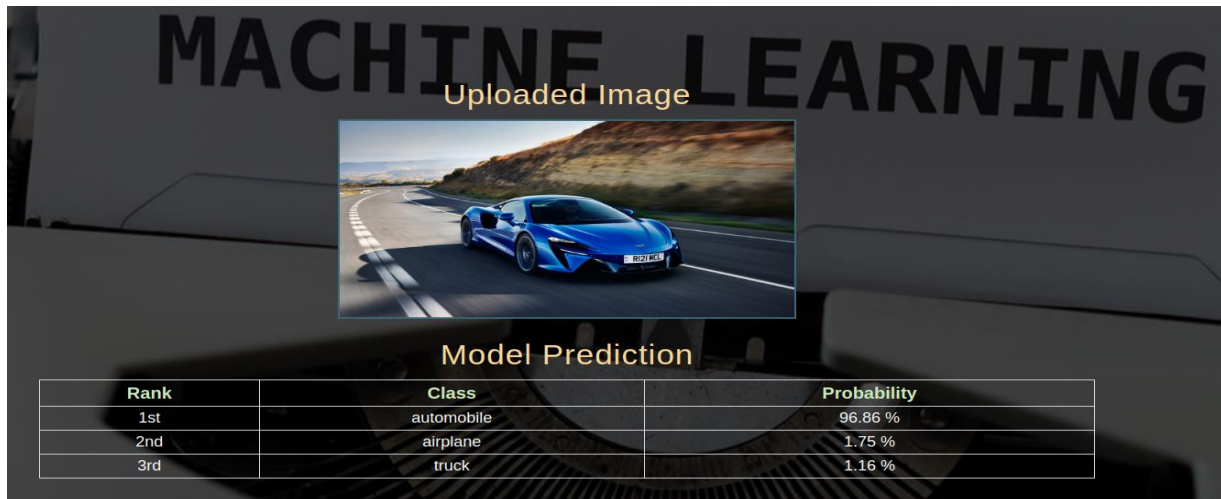 MACHINE LEARNING
Uploaded Image
R121 MCL
Model Prediction
Rank Class Probability
1st automobile 96.86 %
2nd airplane 1.75 %
3rd truck 1.16 %